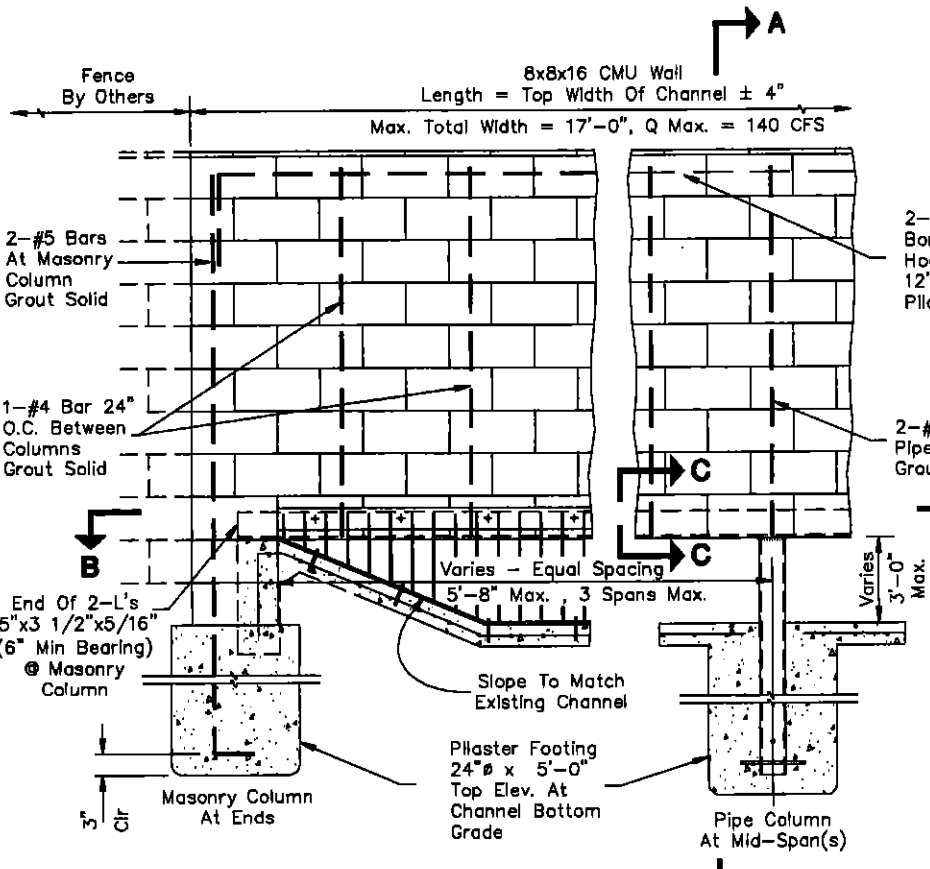 A
Fence
By Others
8x8x16 CMU Wall
Length = Top Width Of Channel ± 4"
Max. Total Width = 17'-0", Q Max. = 140 CFS
2-#5 Bars
At Masonry
Column
Grout Solid
2-
12"
1-#4 Bar 24"
O.C. Between
Columns
Grout Solid
2-#
Pipe
C
B
C
Varies - Equal Spacing
5'-8" Max. , 3 Spans Max.
Varies
3'-0"
Max.
End Of 2-L's
5"x3 1/2"x5/16"
(6" Min Bearing)
@ Masonry
Column
Slope To Match
Existing Channel
Pilaster Footing
24"ø x 5'-0"
Top Elev. At
Channel Bottom
Grade
3"
Clr
Masonry Column
At Ends
Pipe Column
At Mid-Span(s)